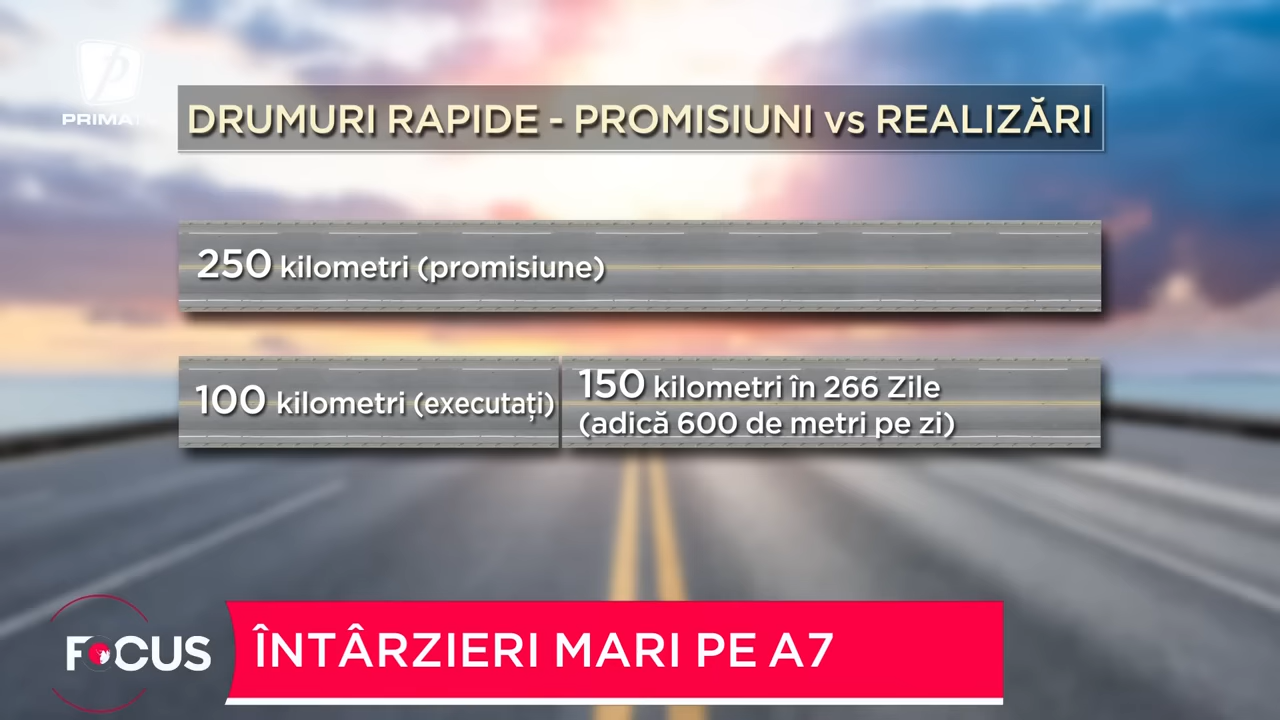 PRIMA
DRUMURI RAPIDE - PROMISIUNI vs REALIZĂRI
250 kilometri (promisiune)
100 kilometri (executați)
150 kilometri în 266 Zile
(adică 600 de metri pe zi)
FOCUS
ÎNTÂRZIERI MARI PE A7